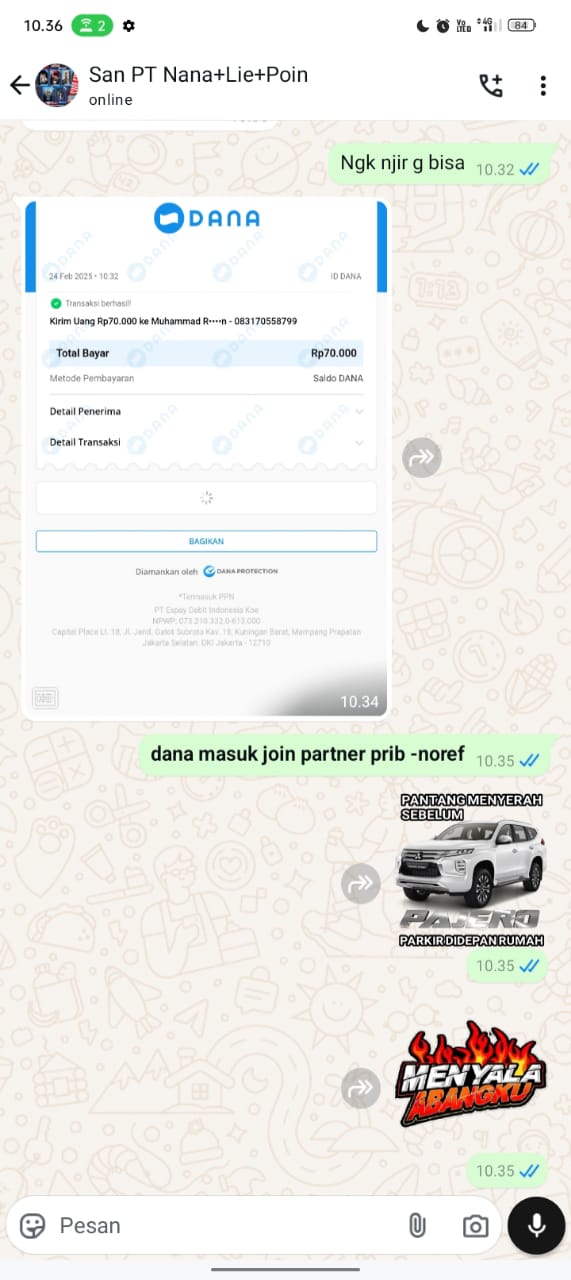 10.36
2
4G
84
San PT Nana+Lie+Poin
online
Ngk njir g bisa 10.32
DANA
24 Feb 2025 • 10:32
ID DANA
Transaksi berhasil!
Kirim Uang Rp70.000 ke Muhammad R••••n - 083170558799
Total Bayar Rp70.000
Metode Pembayaran Saldo DANA
Detail Penerima
Detail Transaksi
BAGIKAN
Diamankan oleh DANA PROTECTION
*Termasuk PPN
PT Espay Debit Indonesia Koe
NPWP: 073.210.332.0-613.000
Capital Place Lt. 18, Jl. Jend. Gatot Subroto Kav. 18, Kuningan Barat, Mampang Prapatan
Jakarta Selatan. DKI Jakarta - 12710
10.34
dana masuk join partner prib -noref 10.35
PANTANG MENYERAH
SEBELUM
PAJERO
PARKIR DIDEPAN RUMAH
10.35
MENYALA
ABANGKU
10.35
Pesan